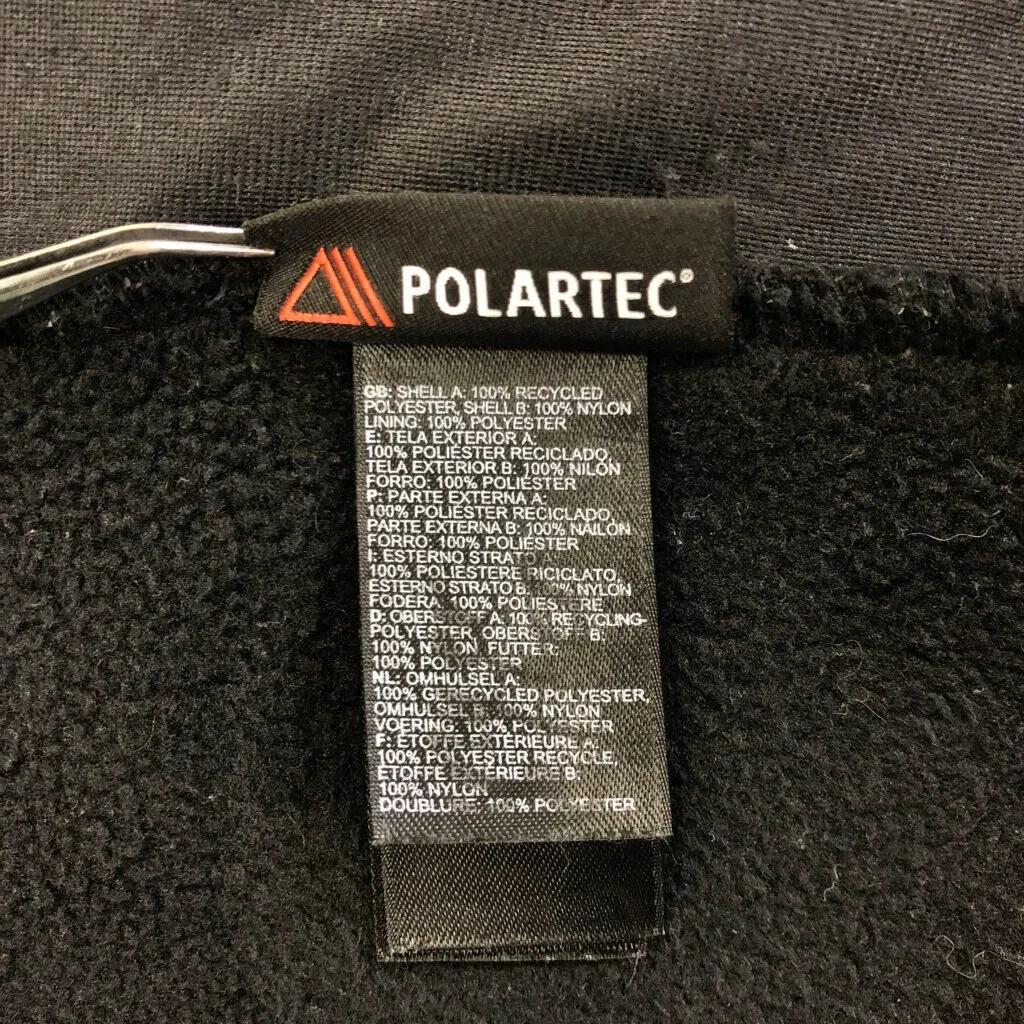 POLARTEC®
GB: SHELL A: 100% RECYCLED
POLYESTER, SHELL B: 100% NYLON
LINING: 100% POLYESTER
E: TELA EXTERIOR A:
100% POLIÉSTER RECICLADO,
TELA EXTERIOR B: 100% NILÓN
FORRO: 100% POLIÉSTER
P: PARTE EXTERNA A:
100% POLIÉSTER RECICLADO,
PARTE EXTERNA B: 100% NÁILON
FORRO: 100% POLIÉSTER
I: ESTERNO STRATO
100% POLIESTERE RICICLATO,
ESTERNO STRATO B: 100% NYLON
FODERA: 100% POLIESTERE
D: OBERSTOFF A: 100% RECYCLING-
POLYESTER, OBERSTOFF B:
100% NYLON, FUTTER:
100% POLYESTER
NL: OMHULSEL A:
100% GERECYCLED POLYESTER,
OMHULSEL B: 100% NYLON
VOERING: 100% POLYESTER
F: ÉTOFFE EXTÉRIEURE A:
100% POLYESTER RECYCLÉ,
ÉTOFFE EXTÉRIEURE B:
100% NYLON
DOUBLURE: 100% POLYESTER